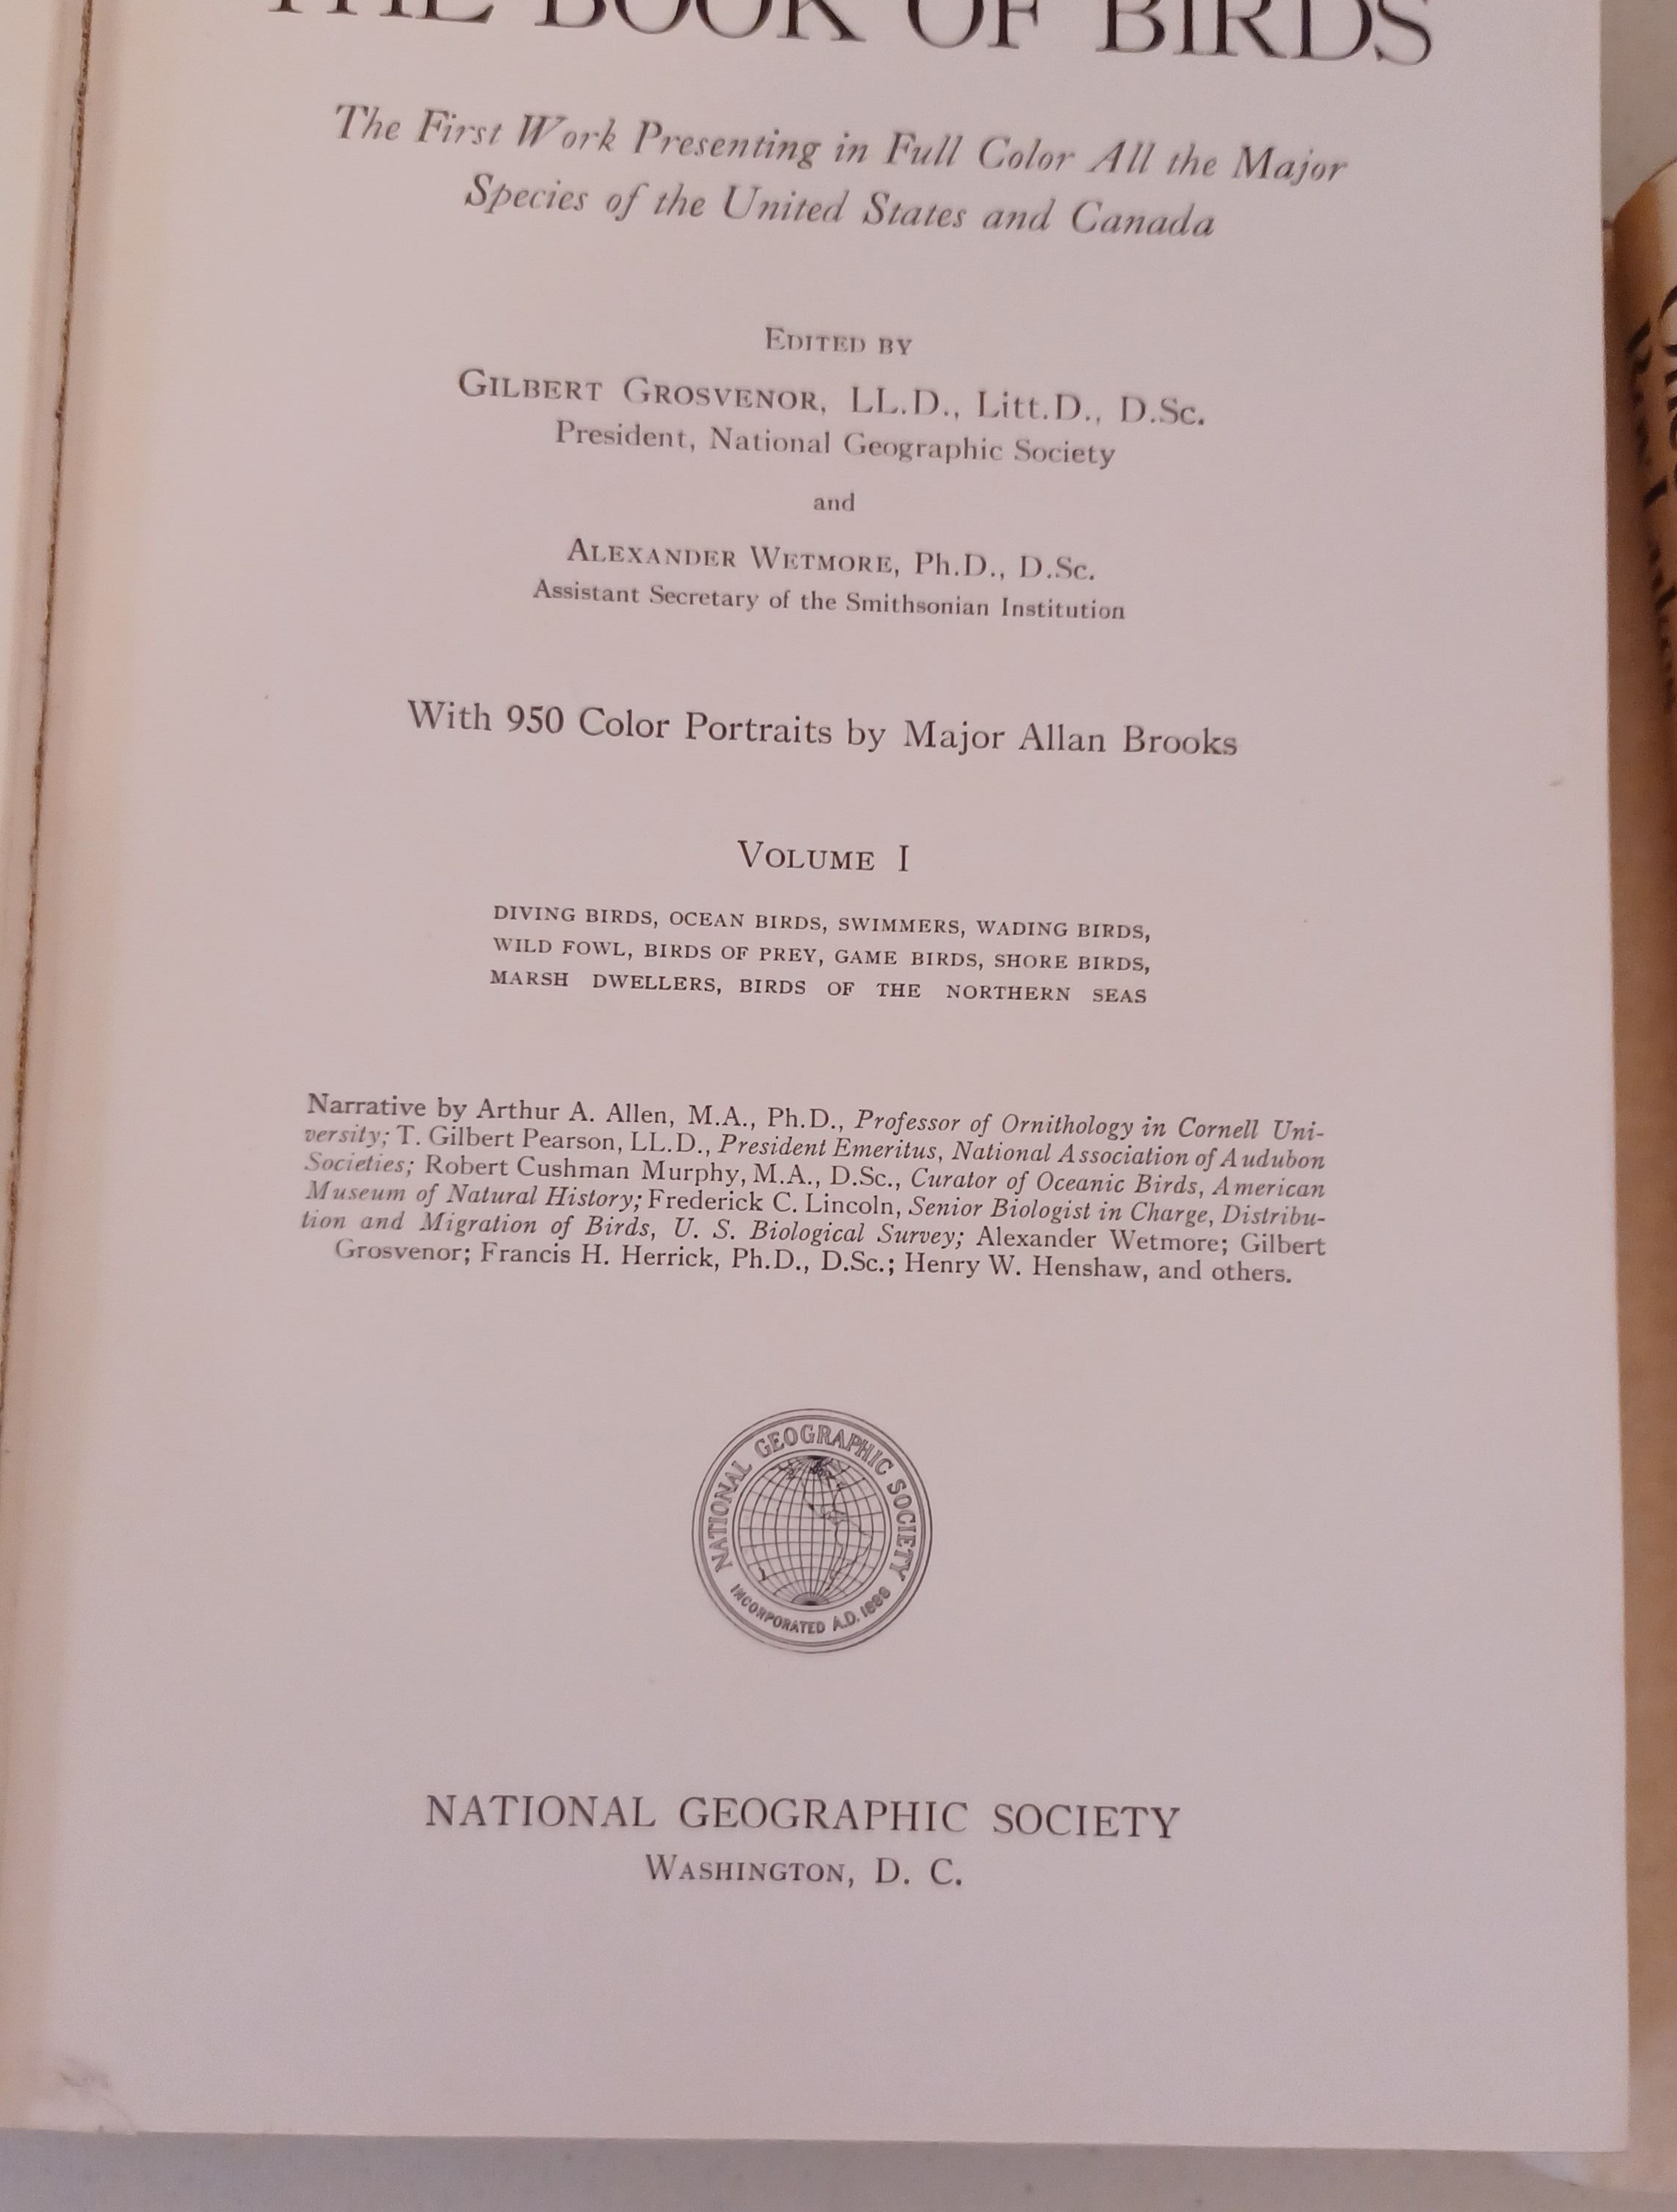 THE BOOK OF BIRDS
The First Work Presenting in Full Color All the Major
Species of the United States and Canada
EDITED BY
GILBERT GROSVENOR, LL.D., Litt.D., D.Sc.
President, National Geographic Society
and
ALEXANDER WETMORE, Ph.D., D.Sc.
Assistant Secretary of the Smithsonian Institution
With 950 Color Portraits by Major Allan Brooks
VOLUME I
DIVING BIRDS, OCEAN BIRDS, SWIMMERS, WADING BIRDS,
WILD FOWL, BIRDS OF PREY, GAME BIRDS, SHORE BIRDS,
MARSH DWELLERS, BIRDS OF THE NORTHERN SEAS
Narrative by Arthur A. Allen, M.A., Ph.D., Professor of Ornithology in Cornell Uni-
versity; T. Gilbert Pearson, LL.D., President Emeritus, National Association of Audubon
Societies; Robert Cushman Murphy, M.A., D.Sc., Curator of Oceanic Birds, American
Museum of Natural History; Frederick C. Lincoln, Senior Biologist in Charge, Distribu-
tion and Migration of Birds, U. S. Biological Survey; Alexander Wetmore; Gilbert
Grosvenor; Francis H. Herrick, Ph.D., D.Sc.; Henry W. Henshaw, and others.
NATIONAL GEOGRAPHIC SOCIETY
INCORPORATED A.D. 1888
NATIONAL GEOGRAPHIC SOCIETY
WASHINGTON, D. C.